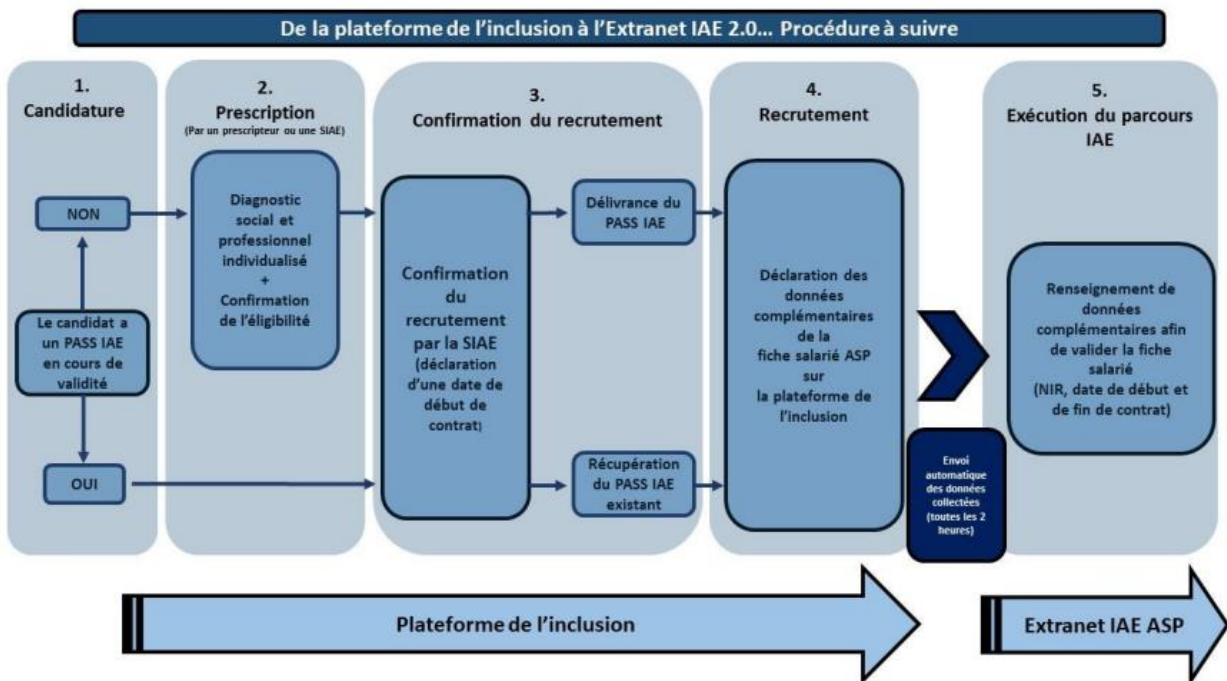 De la plateforme de l’inclusion à l’Extranet IAE 2.0… Procédure à suivre
1.
Candidature
NON
Le candidat a
un PASS IAE
en cours de
validité
OUI
2.
Prescription
(Par un prescripteur ou une SIAE)
Diagnostic
social et
professionnel
individualisé
+
Confirmation
de l’éligibilité
3.
Confirmation du recrutement
Confirmation
du
recrutement
par la SIAE
(déclaration
d’une date de
début de
contrat)
Délivrance du
PASS IAE
Récupération
du PASS IAE
existant
4.
Recrutement
Déclaration des
données
complémentaires
de la
fiche salarié ASP
sur
la plateforme de
l’inclusion
Envoi
automatique
des données
collectées
(toutes les 2
heures)
5.
Exécution du parcours
IAE
Renseignement de
données
complémentaires afin
de valider la fiche
salarié
(NIR, date de début et
de fin de contrat)
Plateforme de l’inclusion
Extranet IAE ASP